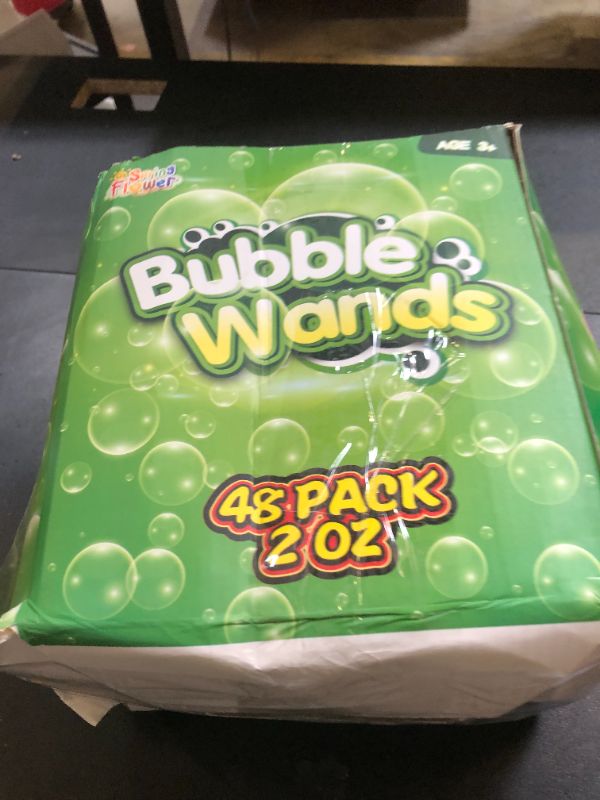 AGE 3+
Spring
Flower
Bubble
Wands
48 PACK
2 OZ